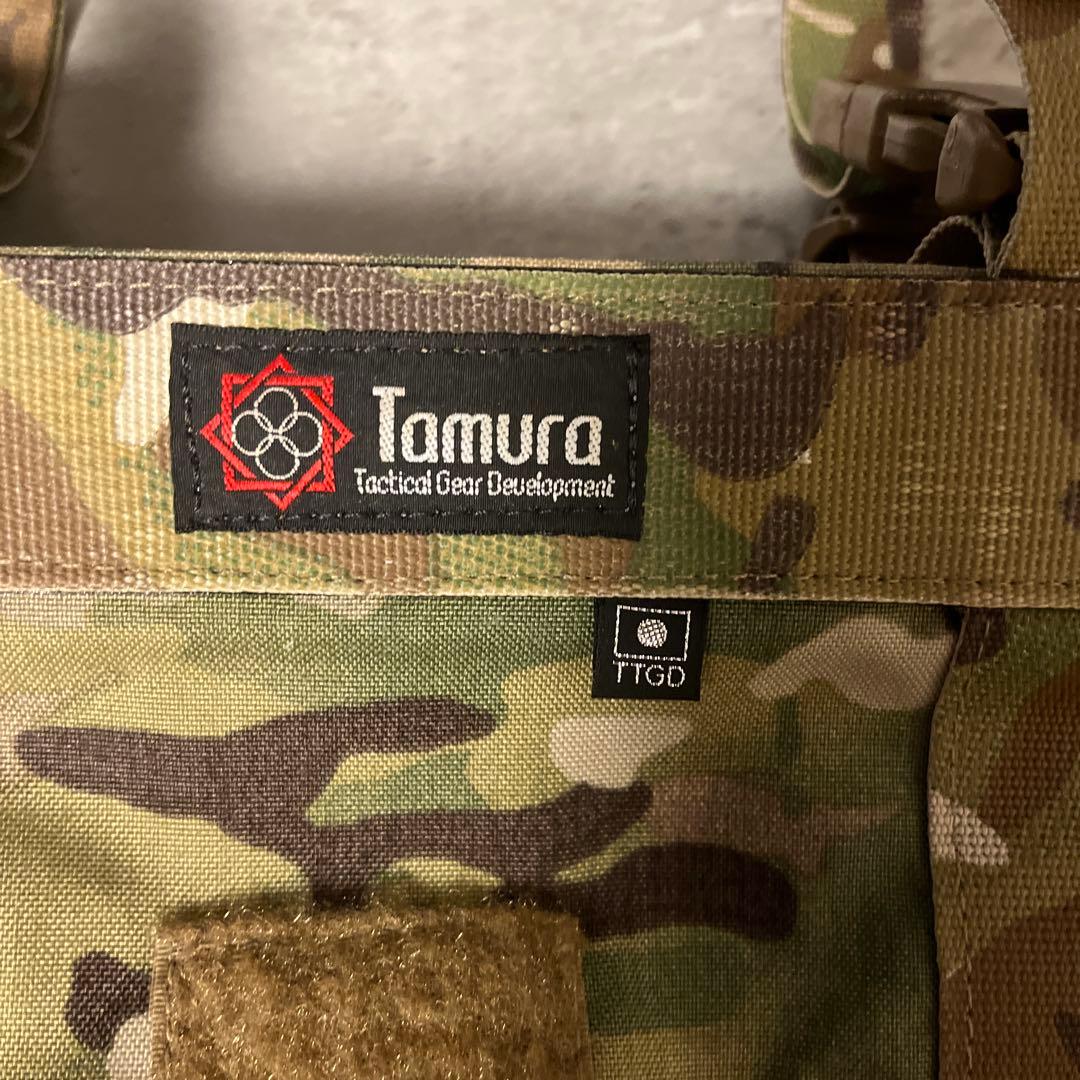 Tamura
Tactical Gear Development
TTGD